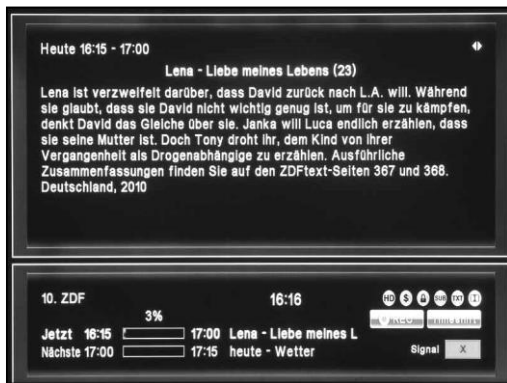 Heute 16:15 - 17:00
Lena - Liebe meines Lebens (23)
Lena ist verzweifelt darüber, dass David zurück nach L.A. will. Während
sie glaubt, dass sie David nicht wichtig genug ist, um für sie zu kämpfen,
denkt David das Gleiche über sie. Janka will Luca endlich erzählen, dass
sie seine Mutter ist. Doch Tony droht ihr, dem Kind von ihrer
Vergangenheit als Drogenabhängige zu erzählen. Ausführliche
Zusammenfassungen finden Sie auf den ZDFtext-Seiten 367 und 368.
Deutschland, 2010
10. ZDF 16:16 HD $ SUB TXT
3% REC Timeshift
Jetzt 16:15 17:00 Lena - Liebe meines L
Nächste 17:00 17:15 heute - Wetter Signal X